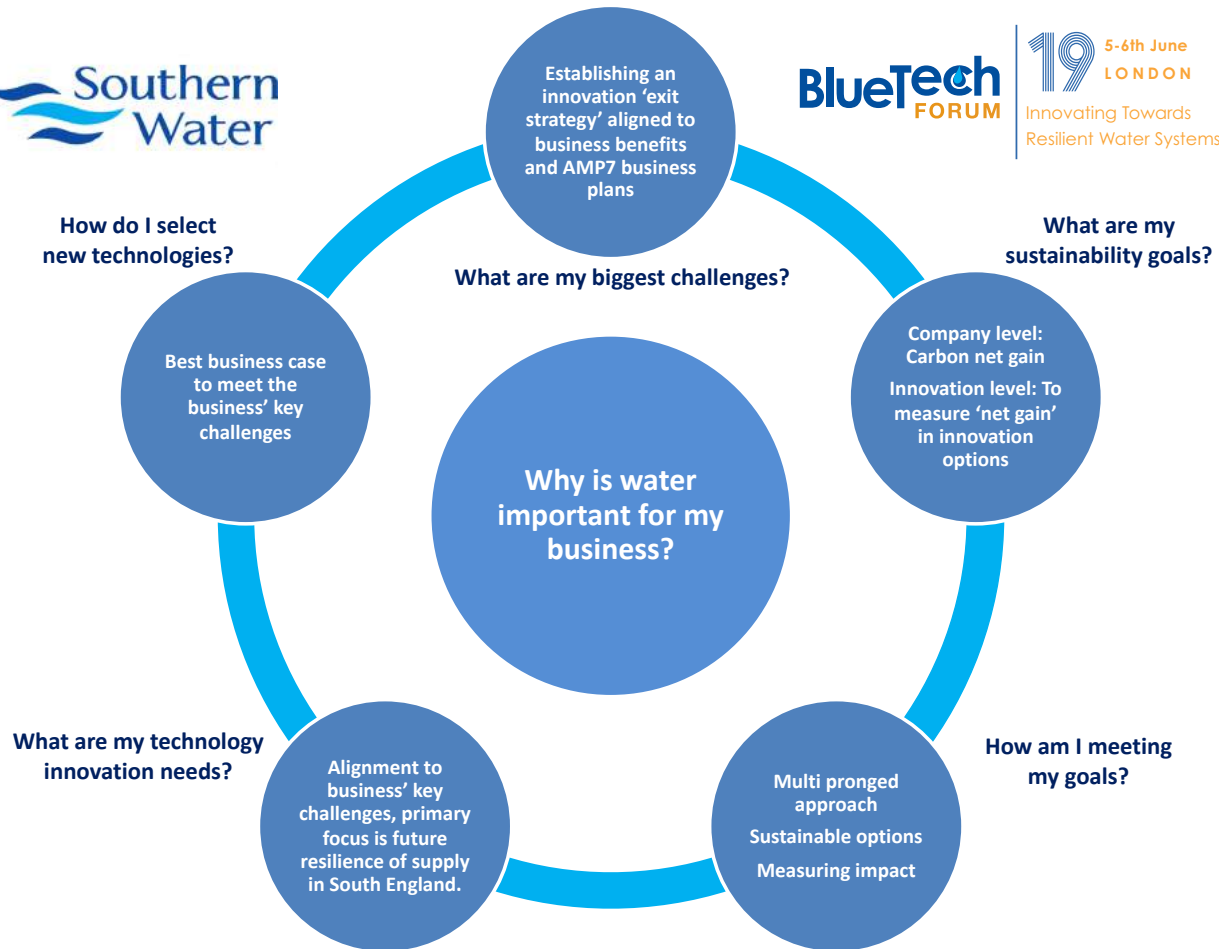 Southern
Water
BlueTech
FORUM
19
5-6th June
LONDON
Innovating Towards
Resilient Water Systems
Establishing an
innovation ‘exit
strategy’ aligned to
business benefits
and AMP7 business
plans
What are my biggest challenges?
How do I select
new technologies?
Best business case
to meet the
business’ key
challenges
What are my
sustainability goals?
Company level:
Carbon net gain
Innovation level: To
measure ‘net gain’
in innovation
options
Why is water
important for my
business?
What are my technology
innovation needs?
Alignment to
business’ key
challenges, primary
focus is future
resilience of supply
in South England.
How am I meeting
my goals?
Multi pronged
approach
Sustainable options
Measuring impact